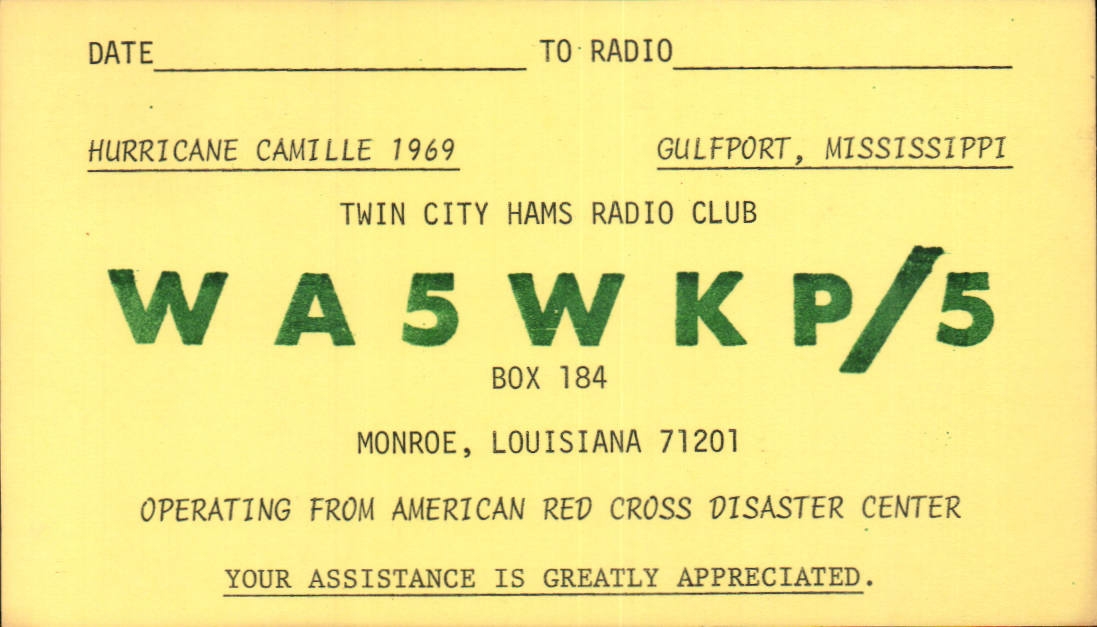 DATE TO RADIO
HURRICANE CAMILLE 1969 GULFPORT, MISSISSIPPI
TWIN CITY HAMS RADIO CLUB
WA5WKP/5
BOX 184
MONROE, LOUISIANA 71201
OPERATING FROM AMERICAN RED CROSS DISASTER CENTER
YOUR ASSISTANCE IS GREATLY APPRECIATED.